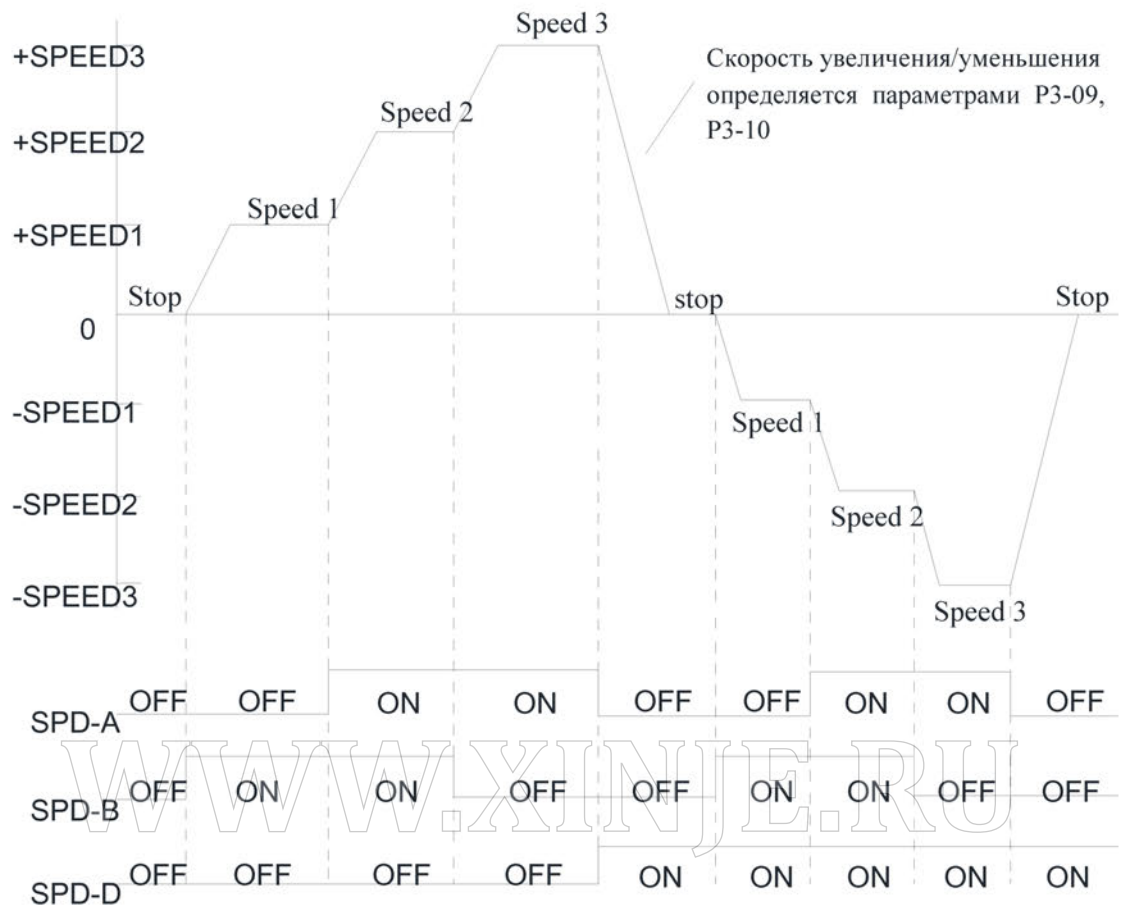 Speed 3
+SPEED3
Скорость увеличения/уменьшения
определяется параметрами Р3-09,
Р3-10
Speed 2
+SPEED2
Speed 1
+SPEED1
Stop
stop
Stop
0
-SPEED1
Speed 1
-SPEED2
Speed 2
-SPEED3
Speed 3
SPD-A OFF OFF ON ON OFF OFF ON ON OFF
WWW.XINJE.RU
SPD-B OFF ON ON OFF OFF ON ON OFF OFF
SPD-D OFF OFF OFF OFF ON ON ON ON ON